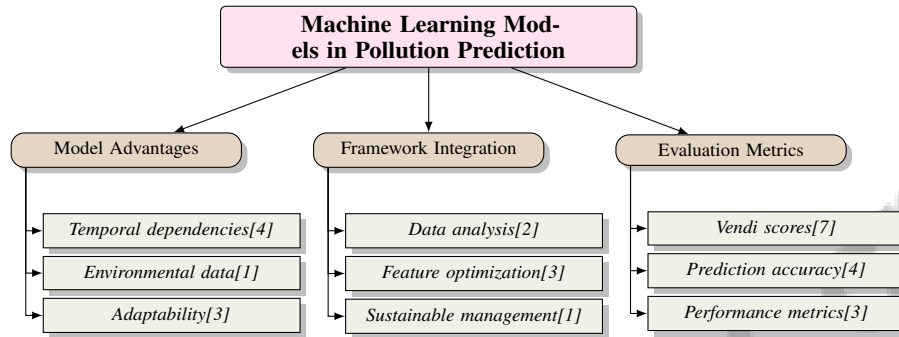 Machine Learning Mod-
els in Pollution Prediction
Model Advantages
Temporal dependencies[4]
Environmental data[1]
Adaptability[3]
Framework Integration
Data analysis[2]
Feature optimization[3]
Sustainable management[1]
Evaluation Metrics
Vendi scores[7]
Prediction accuracy[4]
Performance metrics[3]